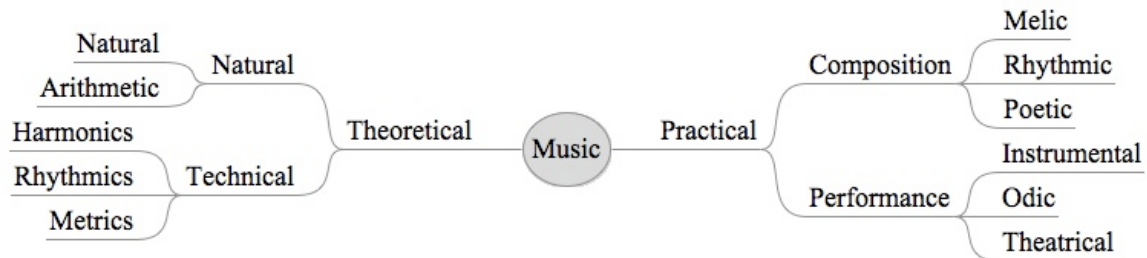 Natural
Arithmetic
Natural
Harmonics
Rhythmics
Metrics
Technical
Theoretical
Music
Practical
Composition
Melic
Rhythmic
Poetic
Performance
Instrumental
Odic
Theatrical